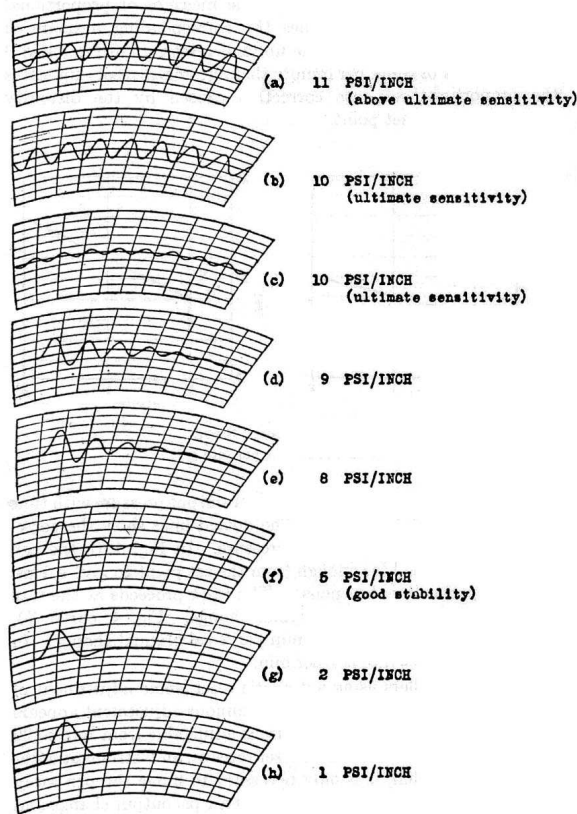 (a) 11 PSI/INCH
(above ultimate sensitivity)
(b) 10 PSI/INCH
(ultimate sensitivity)
(c) 10 PSI/INCH
(ultimate sensitivity)
(d) 9 PSI/INCH
(e) 8 PSI/INCH
(f) 5 PSI/INCH
(good stability)
(g) 2 PSI/INCH
(h) 1 PSI/INCH